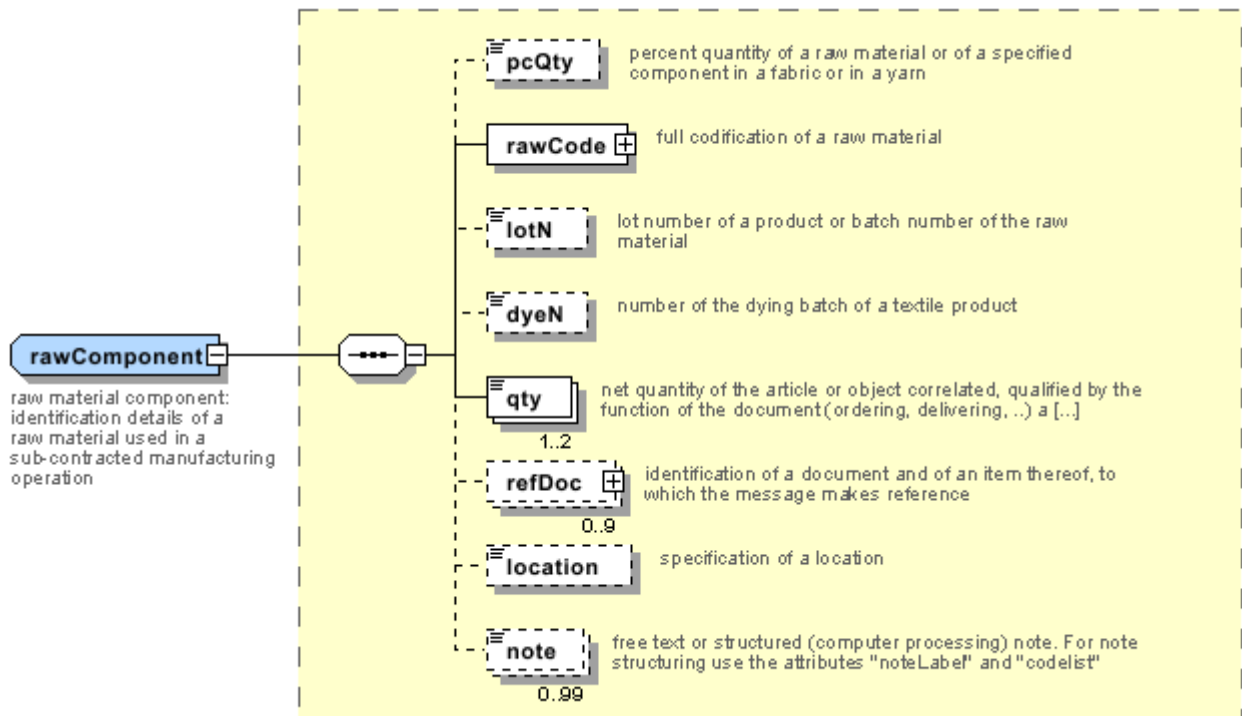 pcQty
percent quantity of a raw material or of a specified
component in a fabric or in a yarn
rawCode
full codification of a raw material
lotN
lot number of a product or batch number of the raw
material
dyeN
number of the dying batch of a textile product
rawComponent
raw material component:
identification details of a
raw material used in a
sub-contracted manufacturing
operation
qty
net quantity of the article or object correlated, qualified by the
function of the document (ordering, delivering, ..) a [...]
1..2
refDoc
identification of a document and of an item thereof, to
which the message makes reference
0..9
location
specification of a location
note
free text or structured (computer processing) note. For note
structuring use the attributes "noteLabel" and "codelist"
0..99